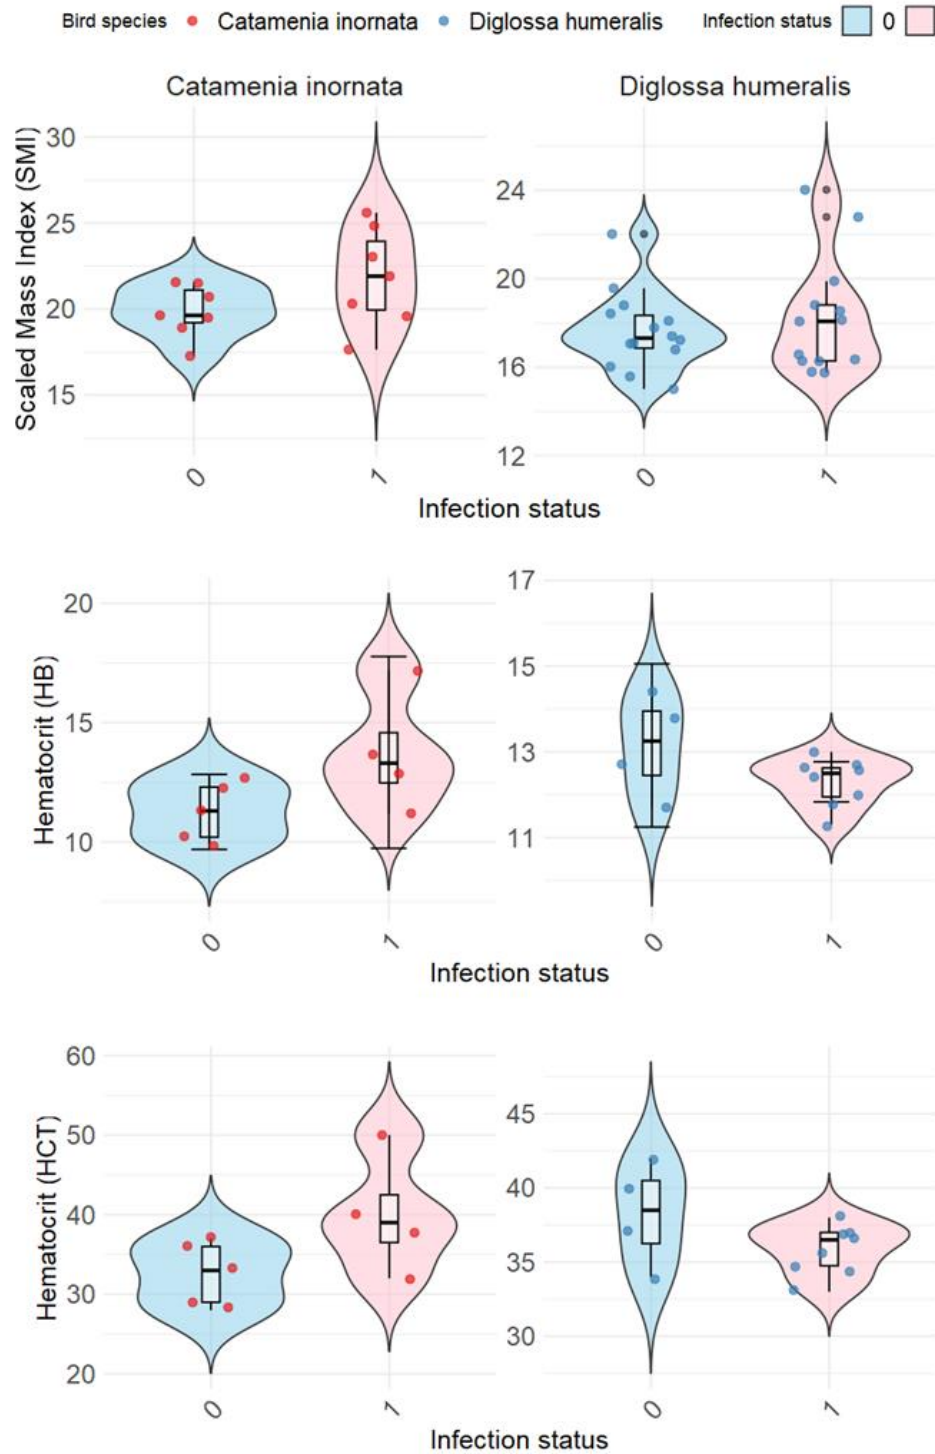 Bird species Catamenia inornata Diglossa humeralis Infection status 0
Catamenia inornata Diglossa humeralis
Scaled Mass Index (SMI)
30
25
20
15
24
20
16
12
0 1 0 1
Infection status
Hematocrit (HB)
20
15
10
17
15
13
11
0 1 0 1
Infection status
Hematocrit (HCT)
60
50
40
30
20
45
40
35
30
0 1 0 1
Infection status